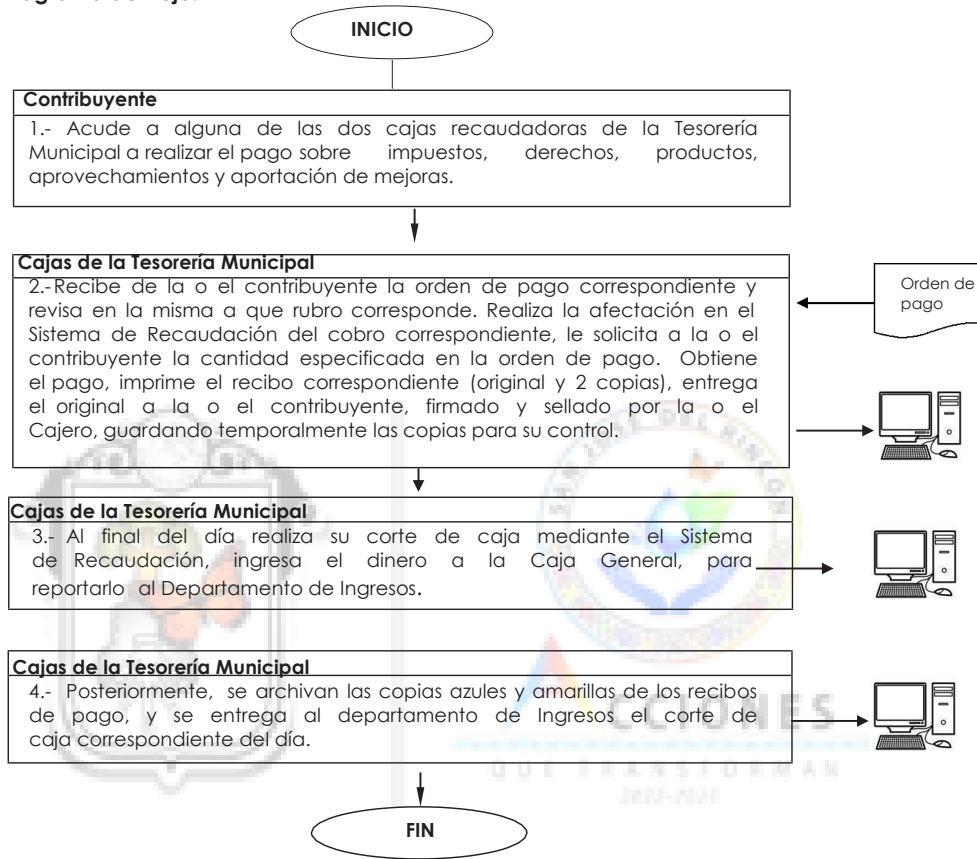 INICIO
Contribuyente
1.- Acude a alguna de las dos cajas recaudadoras de la Tesorería
Municipal a realizar el pago sobre impuestos, derechos, productos,
aprovechamientos y aportación de mejoras.
Cajas de la Tesorería Municipal
2.- Recibe de la o el contribuyente la orden de pago correspondiente y
revisa en la misma a que rubro corresponde. Realiza la afectación en el
Sistema de Recaudación del cobro correspondiente, le solicita a la o el
contribuyente la cantidad especificada en la orden de pago. Obtiene
el pago, imprime el recibo correspondiente (original y 2 copias), entrega
el original a la o el contribuyente, firmado y sellado por la o el
Cajero, guardando temporalmente las copias para su control.
Orden de
pago
SAN JOSÉ DEL RINCÓN
Cajas de la Tesorería Municipal
3.- Al final del día realiza su corte de caja mediante el Sistema
de Recaudación, ingresa el dinero a la Caja General, para
reportarlo al Departamento de Ingresos.
Cajas de la Tesorería Municipal
4.- Posteriormente, se archivan las copias azules y amarillas de los recibos
de pago, y se entrega al departamento de Ingresos el corte de
caja correspondiente del día.
ACCIONES
QUE TRANSFORMAN
FIN